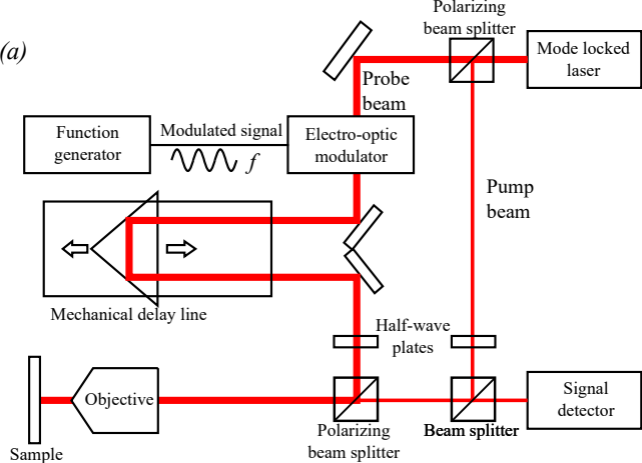 Polarizing
beam splitter
(a)
Mode locked
laser
Probe
beam
Function
generator
Modulated signal
f
Electro-optic
modulator
Pump
beam
Mechanical delay line
Half-wave
plates
Objective
Signal
detector
Sample
Polarizing
beam splitter
Beam splitter